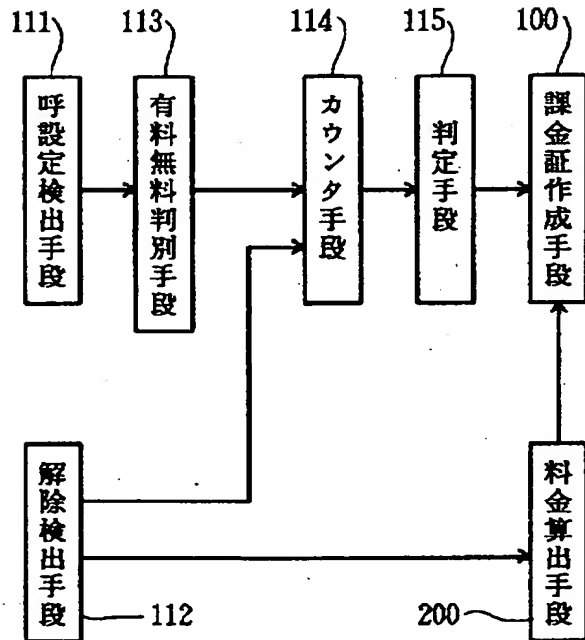 111
113
114
115
100
呼設定検出手段
有料無料判別手段
カウンタ手段
判定手段
課金証作成手段
解除検出手段
料金算出手段
112
200